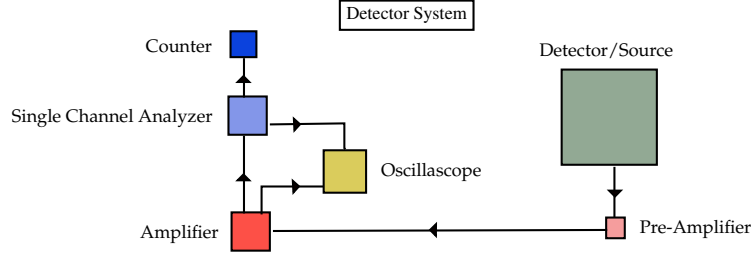 Detector System
Counter
Detector/Source
Single Channel Analyzer
Oscillascope
Amplifier
Pre-Amplifier